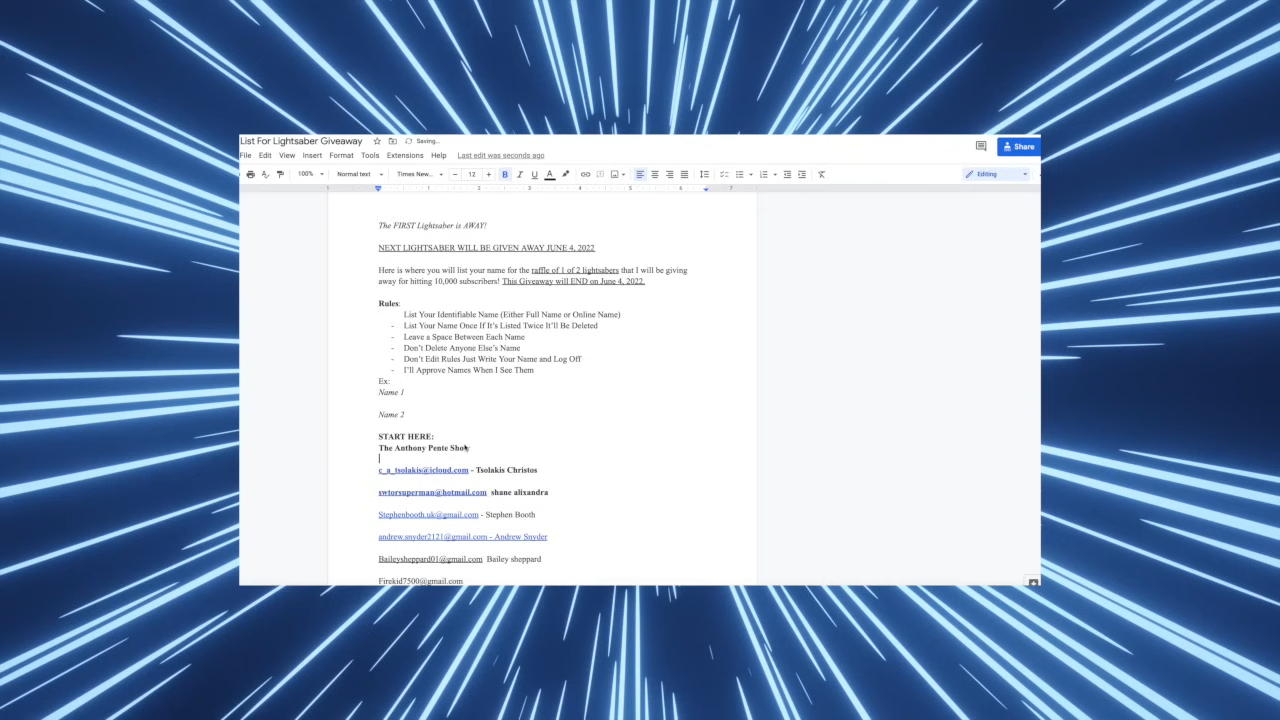 List For Lightsaber Giveaway Saving...
File Edit View Insert Format Tools Extensions Help Last edit was seconds ago
Share
100% Normal text Times New... 12 B I U A Editing
1 1 2 3 4 5 6 7
The FIRST Lightsaber is AWAY!
NEXT LIGHTSABER WILL BE GIVEN AWAY JUNE 4, 2022
Here is where you will list your name for the raffle of 1 of 2 lightsabers that I will be giving
away for hitting 10,000 subscribers! This Giveaway will END on June 4, 2022.
Rules:
List Your Identifiable Name (Either Full Name or Online Name)
- List Your Name Once If It's Listed Twice It'll Be Deleted
- Leave a Space Between Each Name
- Don't Delete Anyone Else's Name
- Don't Edit Rules Just Write Your Name and Log Off
- I'll Approve Names When I See Them
Ex:
Name 1
Name 2
START HERE:
The Anthony Pente Show
c_a_tsolakis@icloud.com - Tsolakis Christos
swtorsuperman@hotmail.com shane alixandra
Stephenbooth.uk@gmail.com - Stephen Booth
andrew.snyder2121@gmail.com - Andrew Snyder
Baileysheppard01@gmail.com Bailey sheppard
Firekid7500@gmail.com